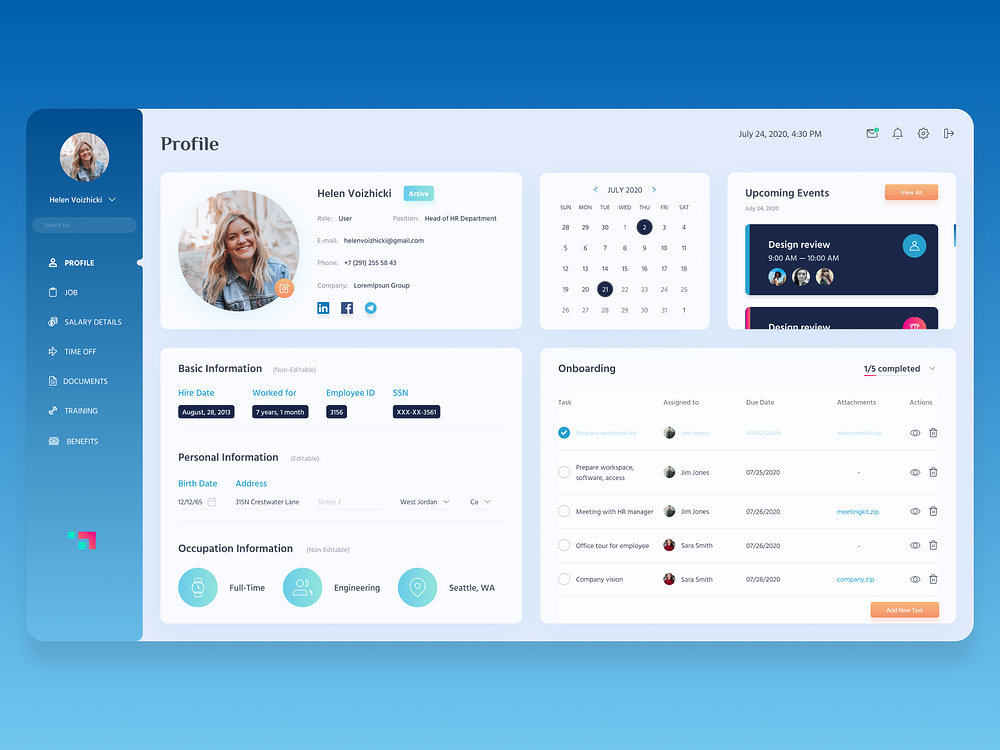 Helen Voizhicki
Search for..
PROFILE
JOB
SALARY DETAILS
TIME OFF
DOCUMENTS
TRAINING
BENEFITS
Profile
July 24, 2020, 4:30 PM
Helen Voizhicki Active
Role: User Position: Head of HR Department
E-mail: helenvoizhicki@gmail.com
Phone: +7 (291) 255 58 43
Company: LoremIpsun Group
JULY 2020
SUN MON TUE WED THU FRI SAT
28 29 30 1 2 3 4
5 6 7 8 9 10 11
12 13 14 15 16 17 18
19 20 21 22 23 24 25
26 27 28 29 30 31 1
Upcoming Events View All
July 24, 2020
Design review
9:00 AM — 10:00 AM
Design review
Basic Information (Non-Editable)
Hire Date Worked for Employee ID SSN
August, 28, 2013 7 years, 1 month 3156 XXX-XX-3561
Personal Information (Editable)
Birth Date Address
12/12/65 315N Crestwater Lane Street 2 West Jordan Co
Occupation Information (Non-Editable)
Full-Time Engineering Seattle, WA
Onboarding 1/5 completed
Task Assigned to Due Date Attachments Actions
Prepare welcome kit Jim Jones 07/20/2020 welcomekit.zip
Prepare workspace,
software, access Jim Jones 07/25/2020 -
Meeting with HR manager Jim Jones 07/26/2020 meetingkit.zip
Office tour for employee Sara Smith 07/26/2020 -
Company vision Sara Smith 07/28/2020 company.zip
Add New Task